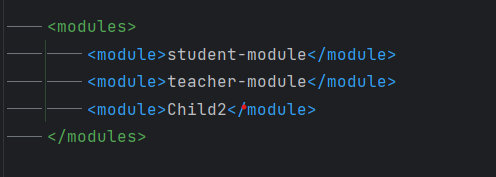 <modules>
<module>student-module</module>
<module>teacher-module</module>
<module>Child2</module>
</modules>